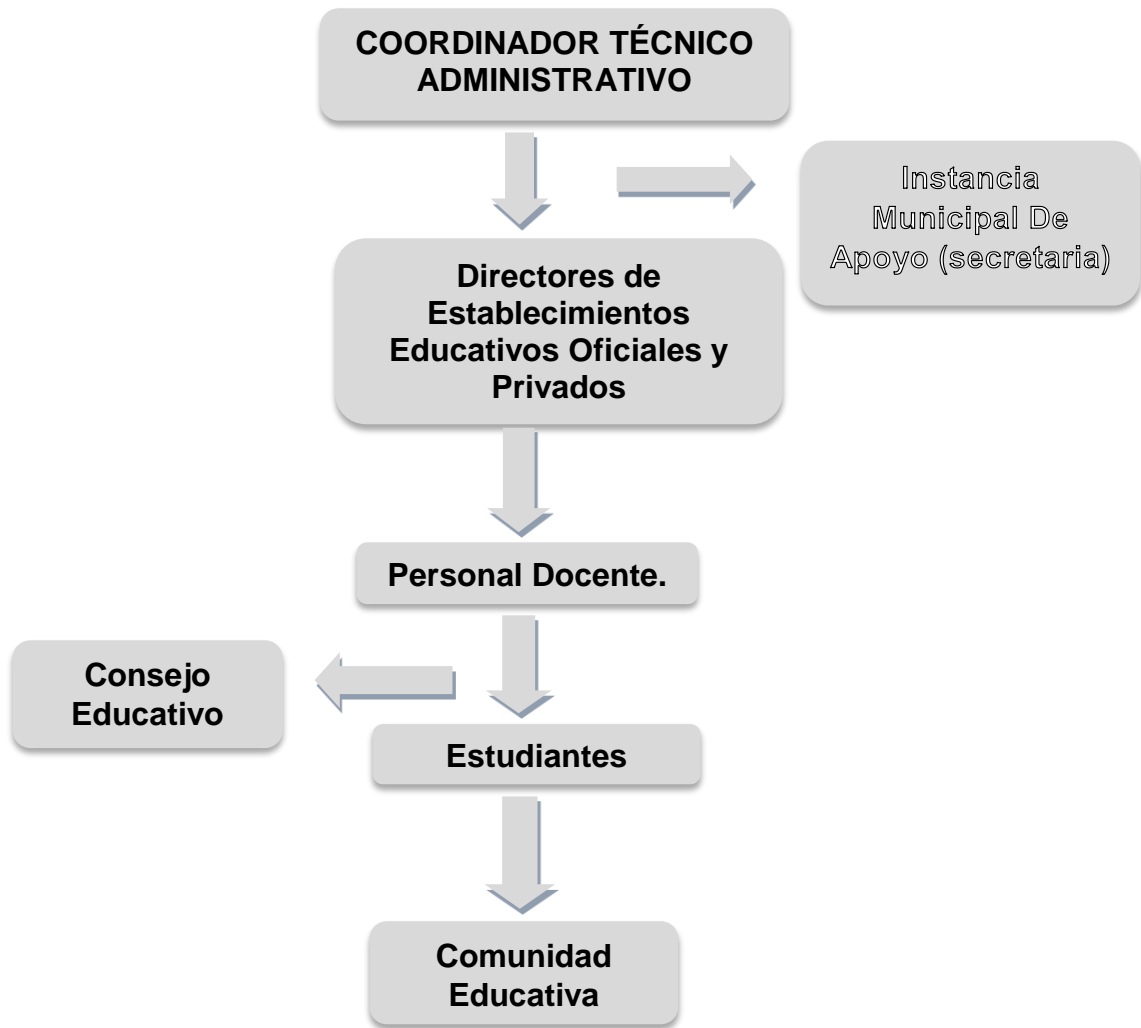 COORDINADOR TÉCNICO
ADMINISTRATIVO
Instancia
Municipal De
Apoyo (secretaria)
Directores de
Establecimientos
Educativos Oficiales y
Privados
Personal Docente.
Consejo
Educativo
Estudiantes
Comunidad
Educativa